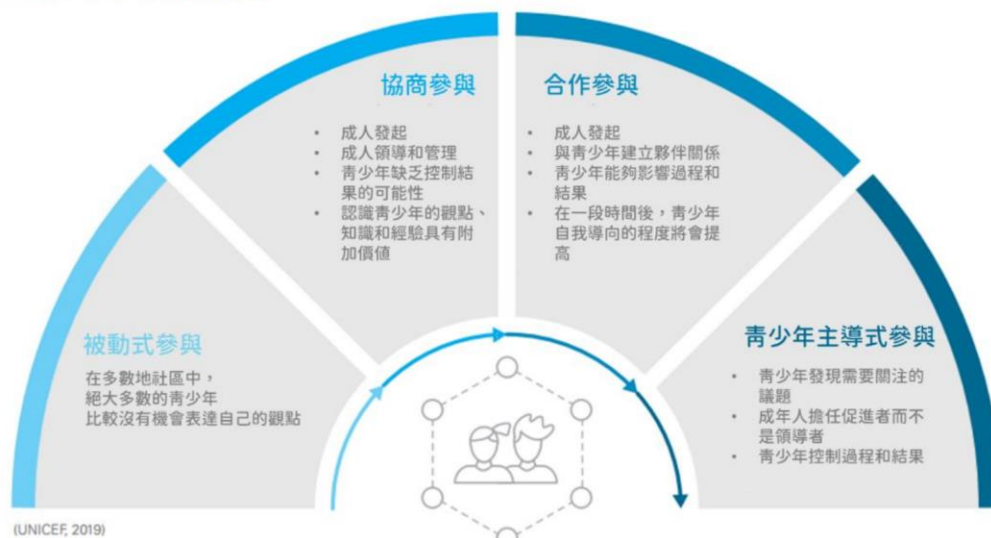 協商參與
• 成人發起
• 成人領導和管理
• 青少年缺乏控制結
果的可能性
• 認識青少年的觀點、
知識和經驗具有附
加價值
合作參與
• 成人發起
• 與青少年建立夥伴關係
• 青少年能夠影響過程和
結果
• 在一段時間後，青少年
自我導向的程度將會提
高
被動式參與
在多數地社區中，
絕大多數的青少年
比較沒有機會表達自己的觀點
青少年主導式參與
• 青少年發現需要關注的
議題
• 成年人擔任促進者而不
是領導者
• 青少年控制過程和結果
(UNICEF, 2019)